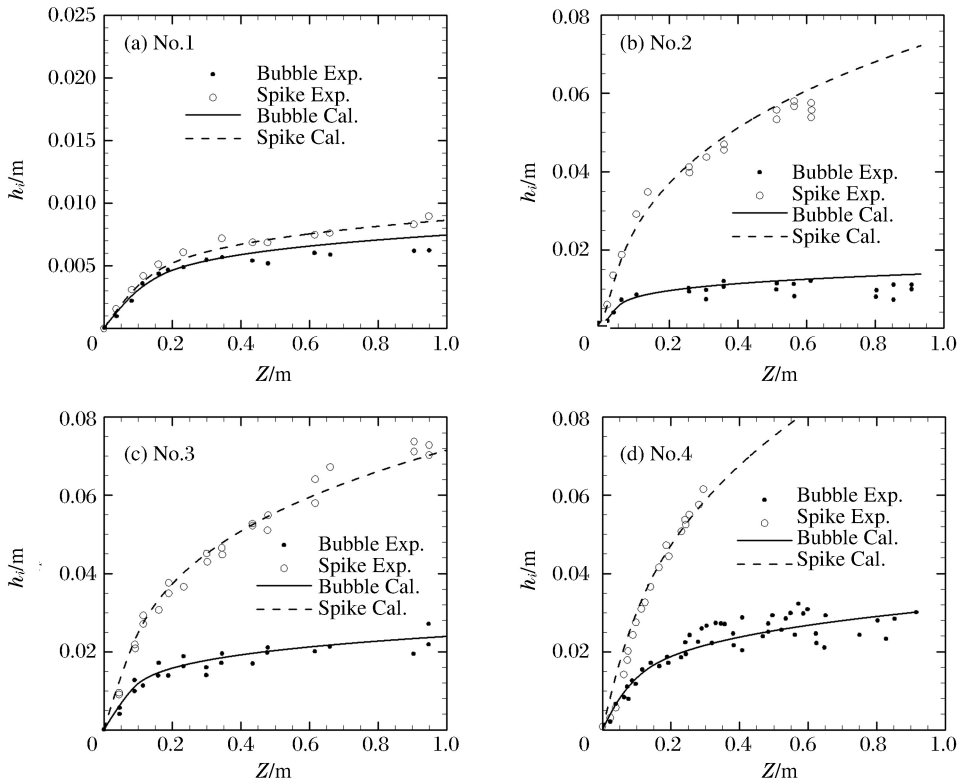 (a) No.1
Bubble Exp.
Spike Exp.
Bubble Cal.
Spike Cal.
0.025
0.020
0.015
0.010
0.005
0
0 0.2 0.4 0.6 0.8 1.0
h_i/m
Z/m
(b) No.2
Bubble Exp.
Spike Exp.
Bubble Cal.
Spike Cal.
0.08
0.06
0.04
0.02
0
0 0.2 0.4 0.6 0.8 1.0
h_i/m
Z/m
(c) No.3
Bubble Exp.
Spike Exp.
Bubble Cal.
Spike Cal.
0.08
0.06
0.04
0.02
0
0.2 0.4 0.6 0.8 1.0
h_i/m
Z/m
(d) No.4
Bubble Exp.
Spike Exp.
Bubble Cal.
Spike Cal.
0.08
0.06
0.04
0.02
0
0.2 0.4 0.6 0.8 1.0
h_i/m
Z/m